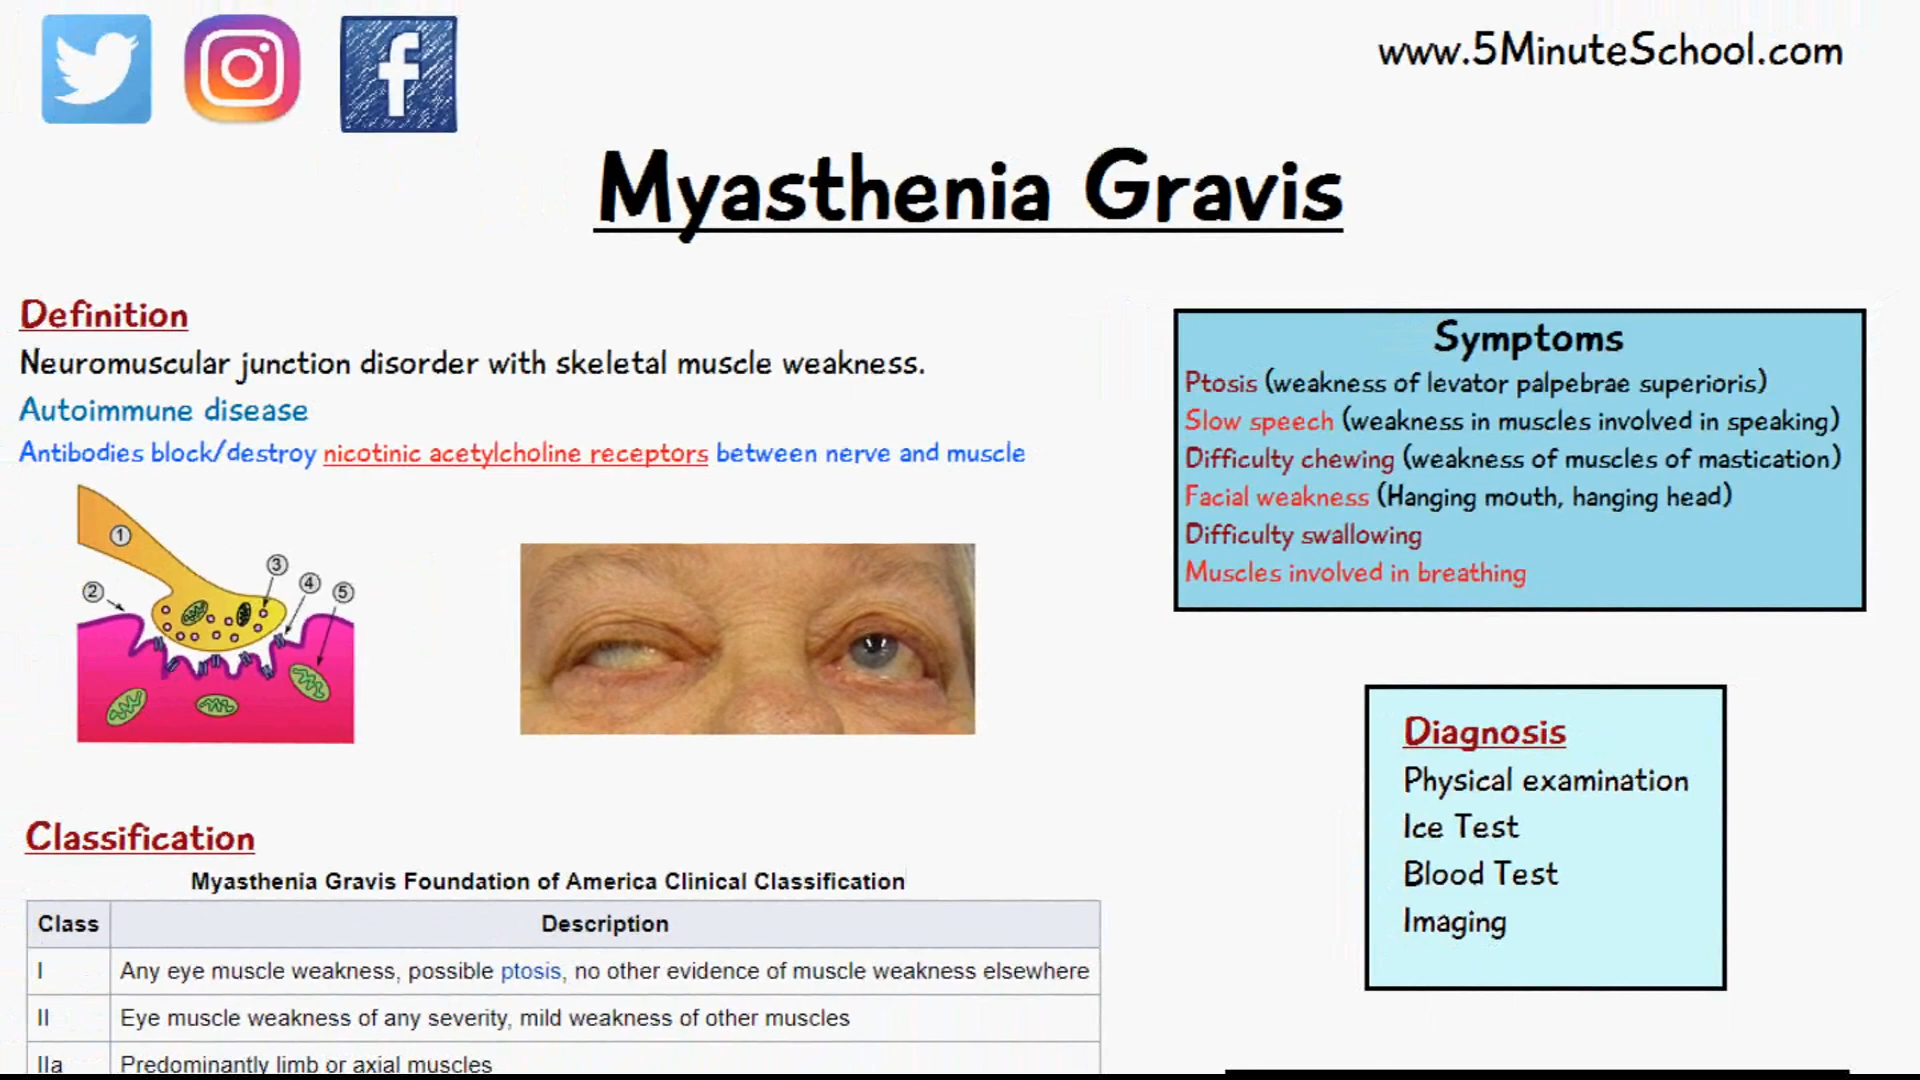 www.5MinuteSchool.com
Myasthenia Gravis
Definition
Neuromuscular junction disorder with skeletal muscle weakness.
Autoimmune disease
Antibodies block/destroy nicotinic acetylcholine receptors between nerve and muscle
1
2
3
4
5
Symptoms
Ptosis (weakness of levator palpebrae superioris)
Slow speech (weakness in muscles involved in speaking)
Difficulty chewing (weakness of muscles of mastication)
Facial weakness (Hanging mouth, hanging head)
Difficulty swallowing
Muscles involved in breathing
Diagnosis
Physical examination
Ice Test
Blood Test
Imaging
Classification
Myasthenia Gravis Foundation of America Clinical Classification
Class Description
I Any eye muscle weakness, possible ptosis, no other evidence of muscle weakness elsewhere
II Eye muscle weakness of any severity, mild weakness of other muscles
IIa Predominantly limb or axial muscles